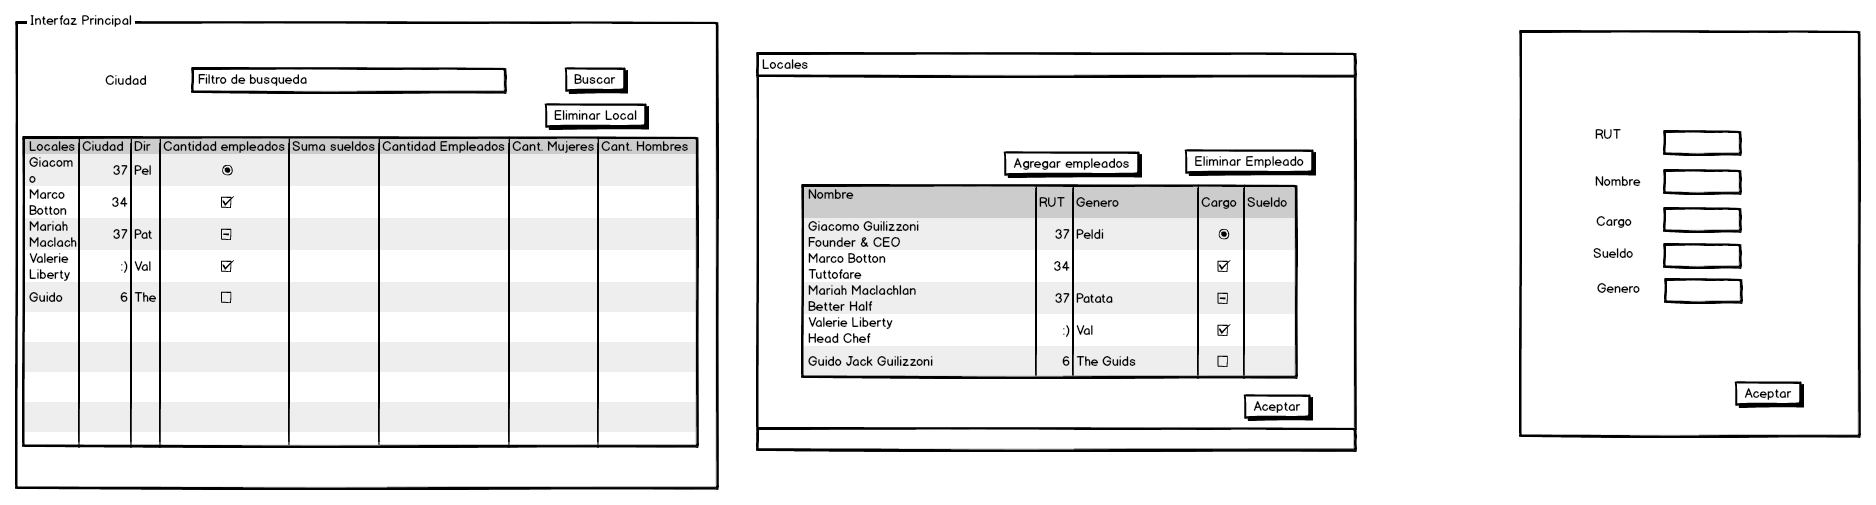 Interfaz Principal
Ciudad
Filtro de busqueda
Buscar
Eliminar Local
Locales Ciudad Dir Cantidad empleados Suma sueldos Cantidad Empleados Cant. Mujeres Cant. Hombres
Giacom
o 37 Pel
Marco
Botton 34
Mariah
Maclach 37 Pat
Valerie
Liberty :) Val
Guido 6 The
Locales
Agregar empleados
Eliminar Empleado
Nombre RUT Genero Cargo Sueldo
Giacomo Guilizzoni
Founder & CEO 37 Peldi
Marco Botton
Tuttofare 34
Mariah Maclachlan
Better Half 37 Patata
Valerie Liberty
Head Chef :) Val
Guido Jack Guilizzoni 6 The Guids
Aceptar
RUT
Nombre
Cargo
Sueldo
Genero
Aceptar